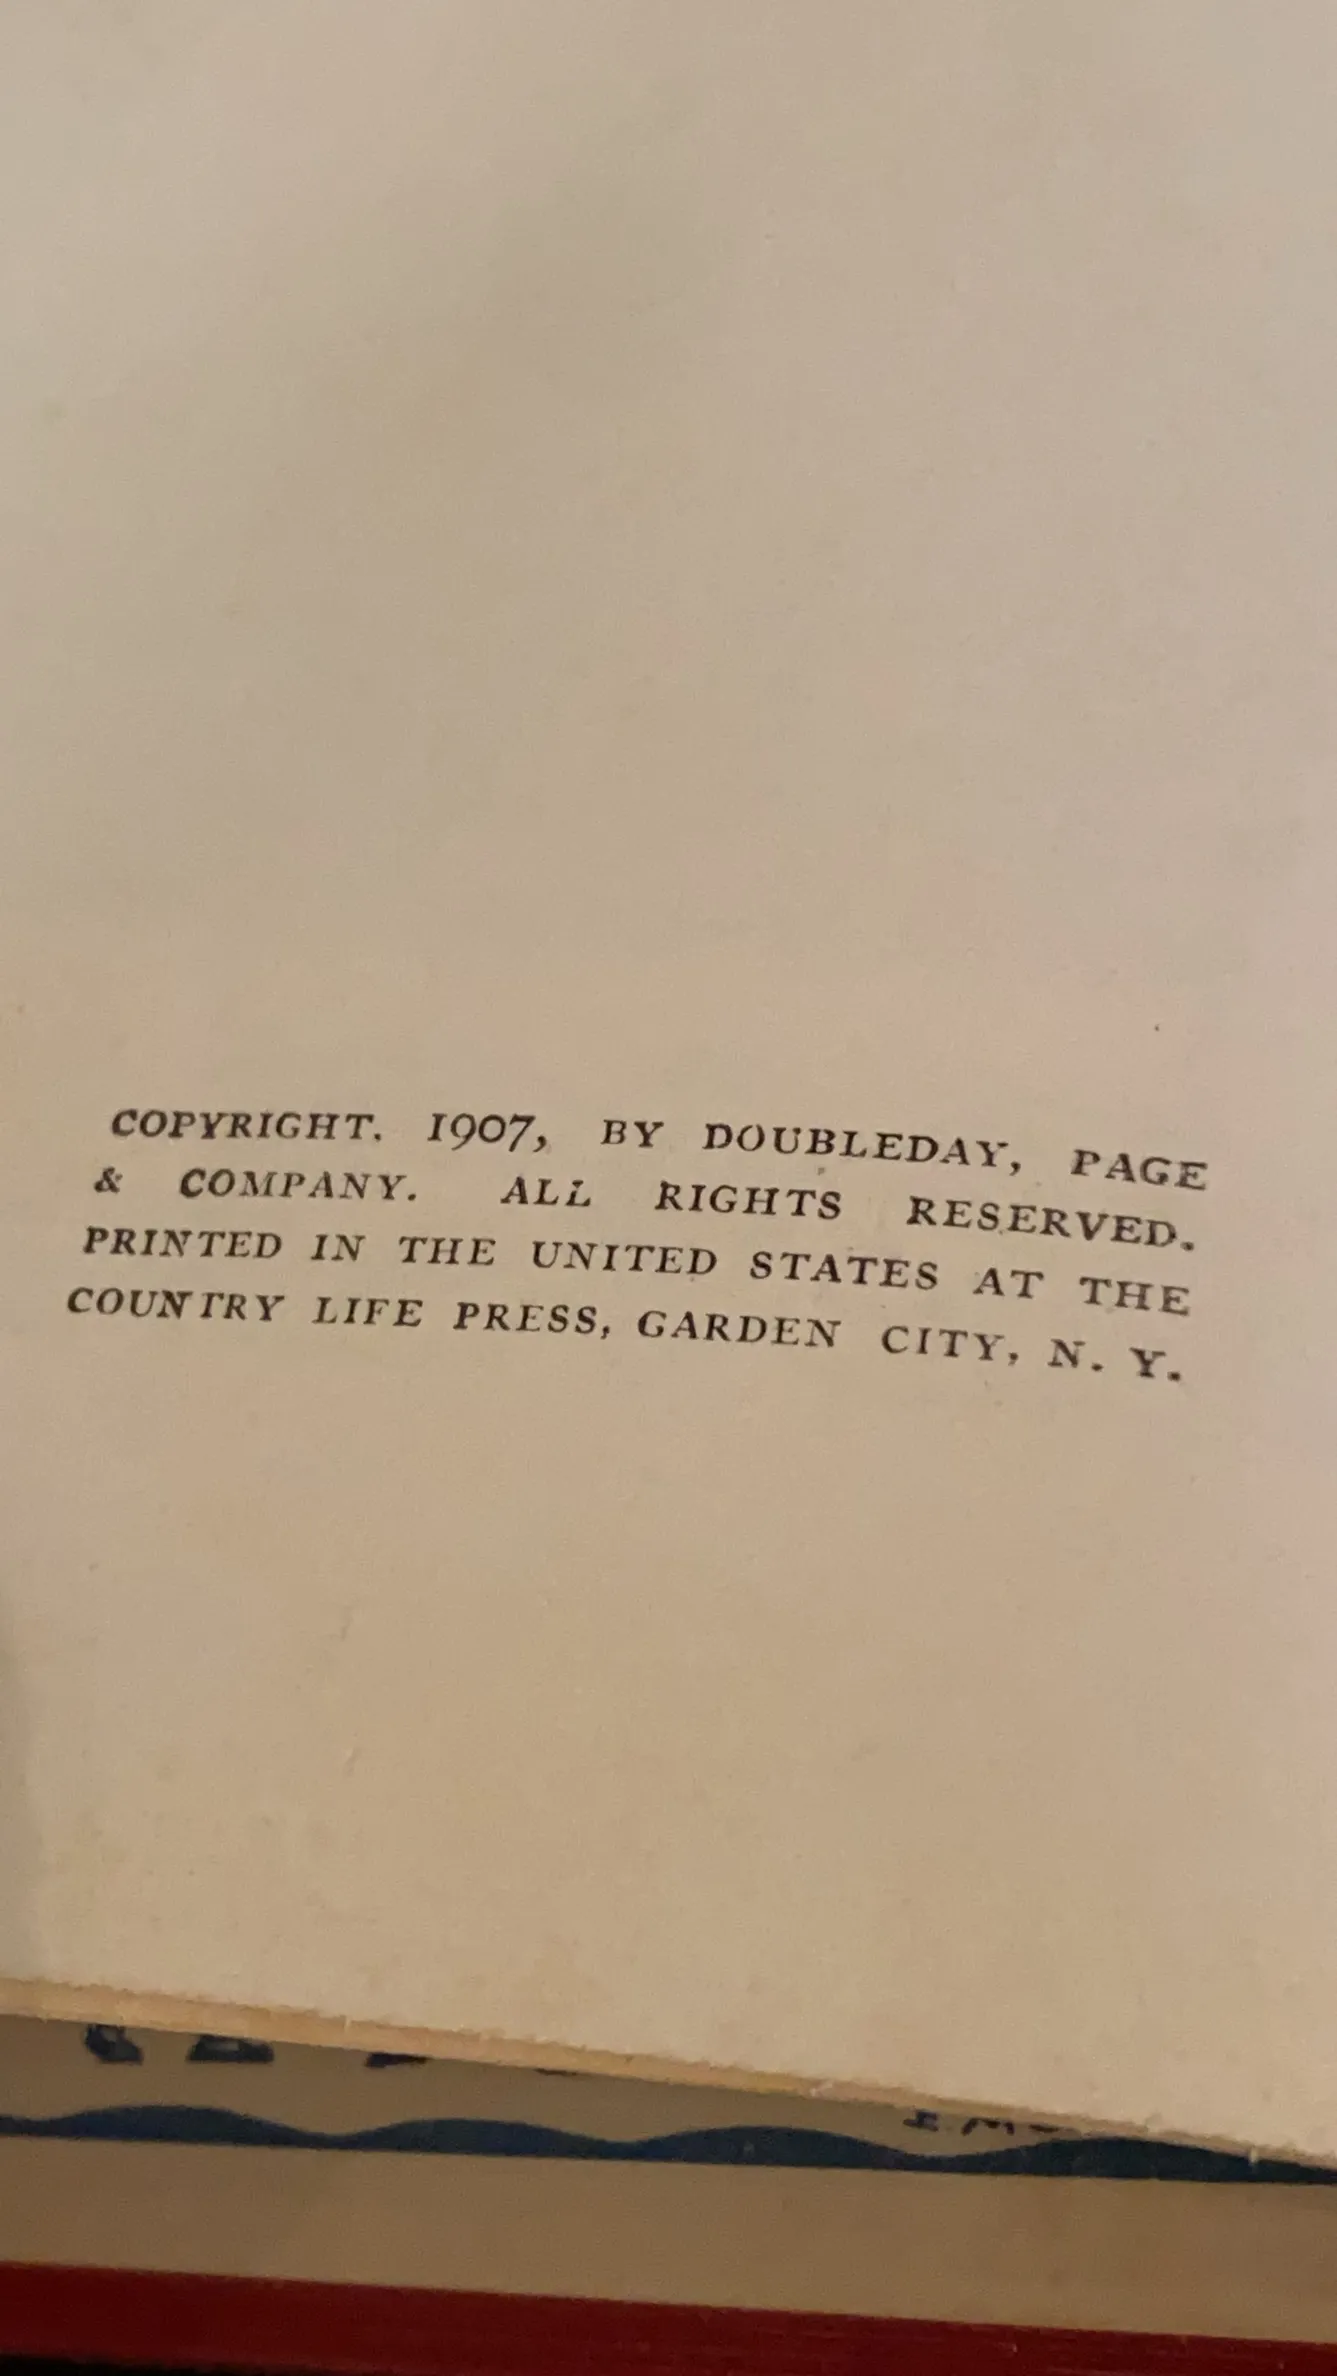 COPYRIGHT. 1907, BY DOUBLEDAY, PAGE
& COMPANY. ALL RIGHTS RESERVED.
PRINTED IN THE UNITED STATES AT THE
COUNTRY LIFE PRESS, GARDEN CITY, N. Y.